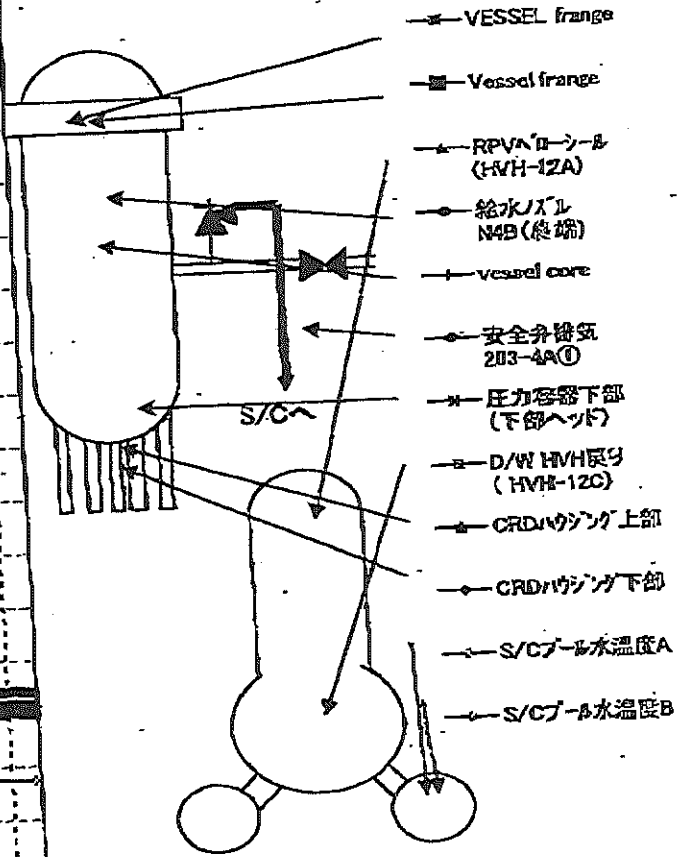 VESSEL frange
Vessel frange
RPVベローシール
(HVH-12A)
給水ノズル
N4B(終端)
vessel core
安全弁排気
203-4A①
圧力容器下部
(下部ヘッド)
D/W HVH戻り
(HVH-12C)
CRDハウジング上部
CRDハウジング下部
S/Cプール水温度A
S/Cプール水温度B
S/Cへ